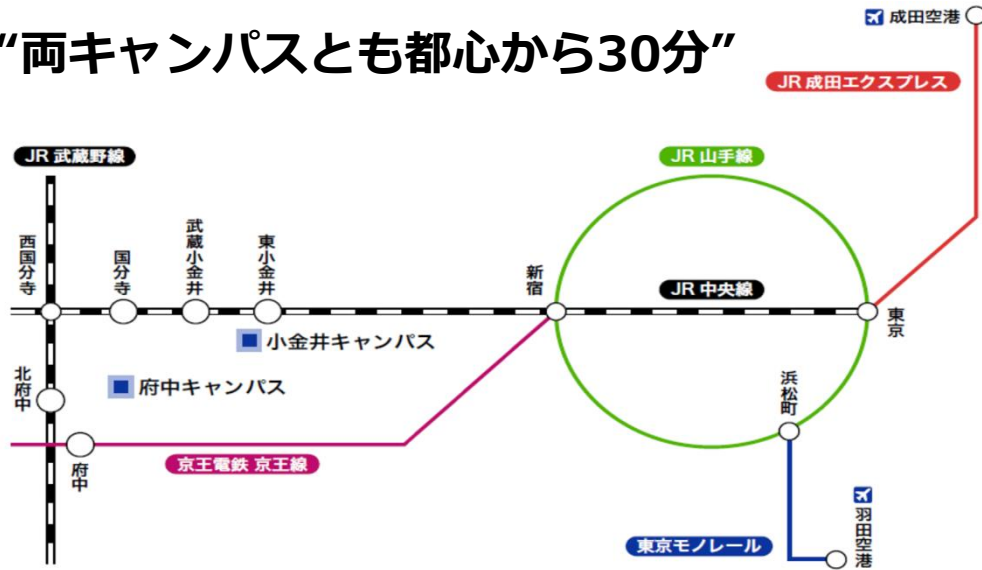 成田空港
“両キャンパスとも都心から30分”
JR 成田エクスプレス
JR 武蔵野線
JR 山手線
西国分寺
国分寺
武蔵小金井
東小金井
新宿
JR 中央線
東京
小金井キャンパス
北府中
府中キャンパス
浜松町
府中
京王電鉄 京王線
羽田空港
東京モノレール